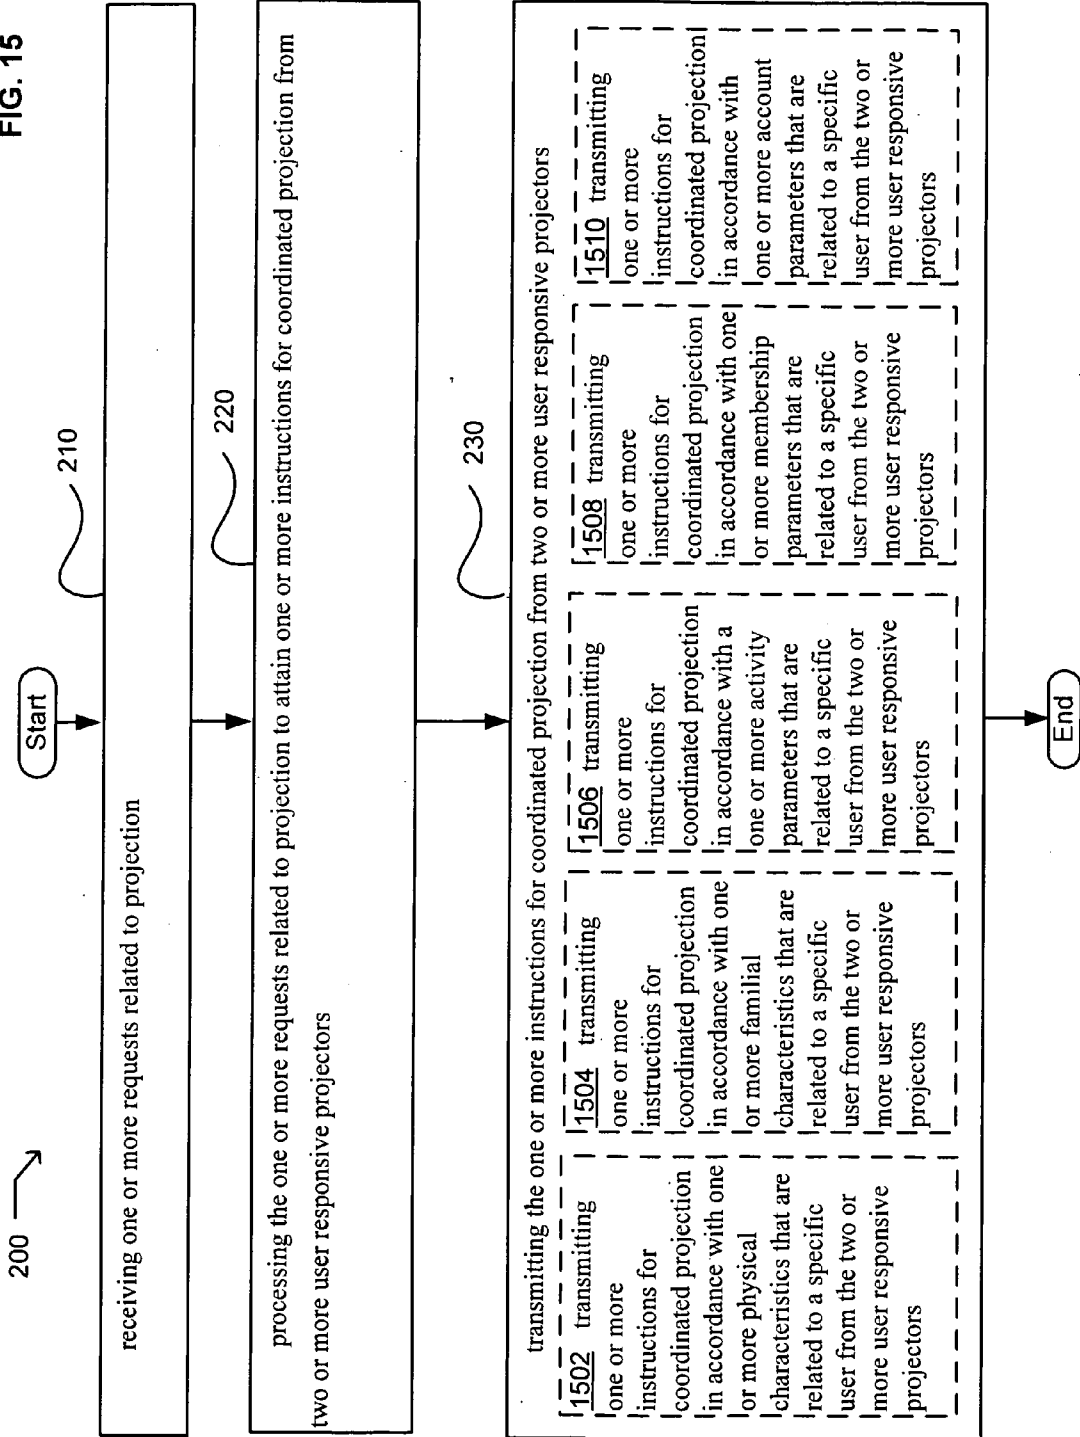 FIG. 15
200
Start
210
receiving one or more requests related to projection
220
processing the one or more requests related to projection to attain one or more instructions for coordinated projection from
two or more user responsive projectors
230
transmitting the one or more instructions for coordinated projection from two or more user responsive projectors
1502 transmitting
one or more
instructions for
coordinated projection
in accordance with one
or more physical
characteristics that are
related to a specific
user from the two or
more user responsive
projectors
1504 transmitting
one or more
instructions for
coordinated projection
in accordance with one
or more familial
characteristics that are
related to a specific
user from the two or
more user responsive
projectors
1506 transmitting
one or more
instructions for
coordinated projection
in accordance with a
one or more activity
parameters that are
related to a specific
user from the two or
more user responsive
projectors
1508 transmitting
one or more
instructions for
coordinated projection
in accordance with one
or more membership
parameters that are
related to a specific
user from the two or
more user responsive
projectors
1510 transmitting
one or more
instructions for
coordinated projection
in accordance with
one or more account
parameters that are
related to a specific
user from the two or
more user responsive
projectors
End